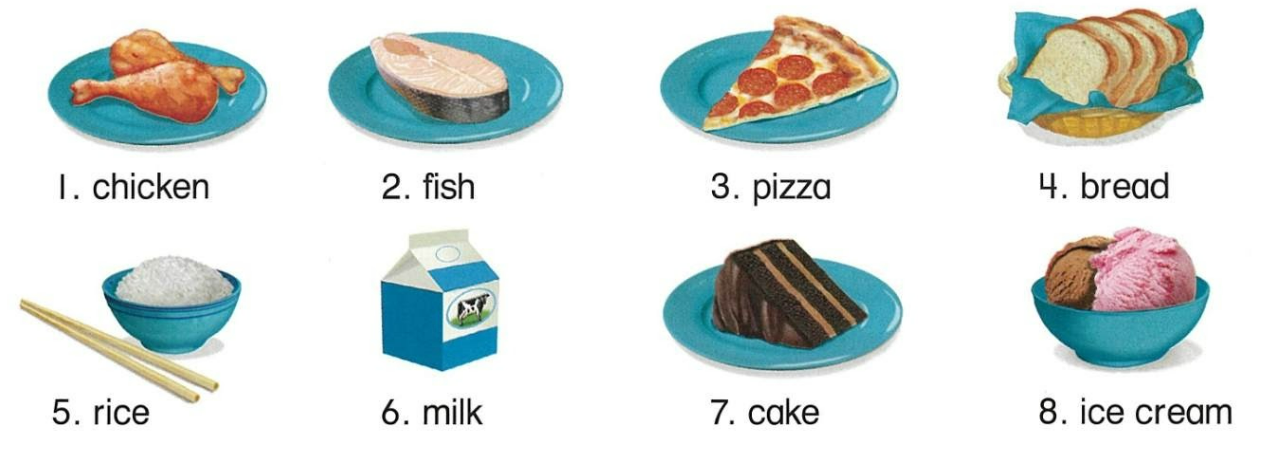 1. chicken
2. fish
3. pizza
4. bread
5. rice
6. milk
7. cake
8. ice cream